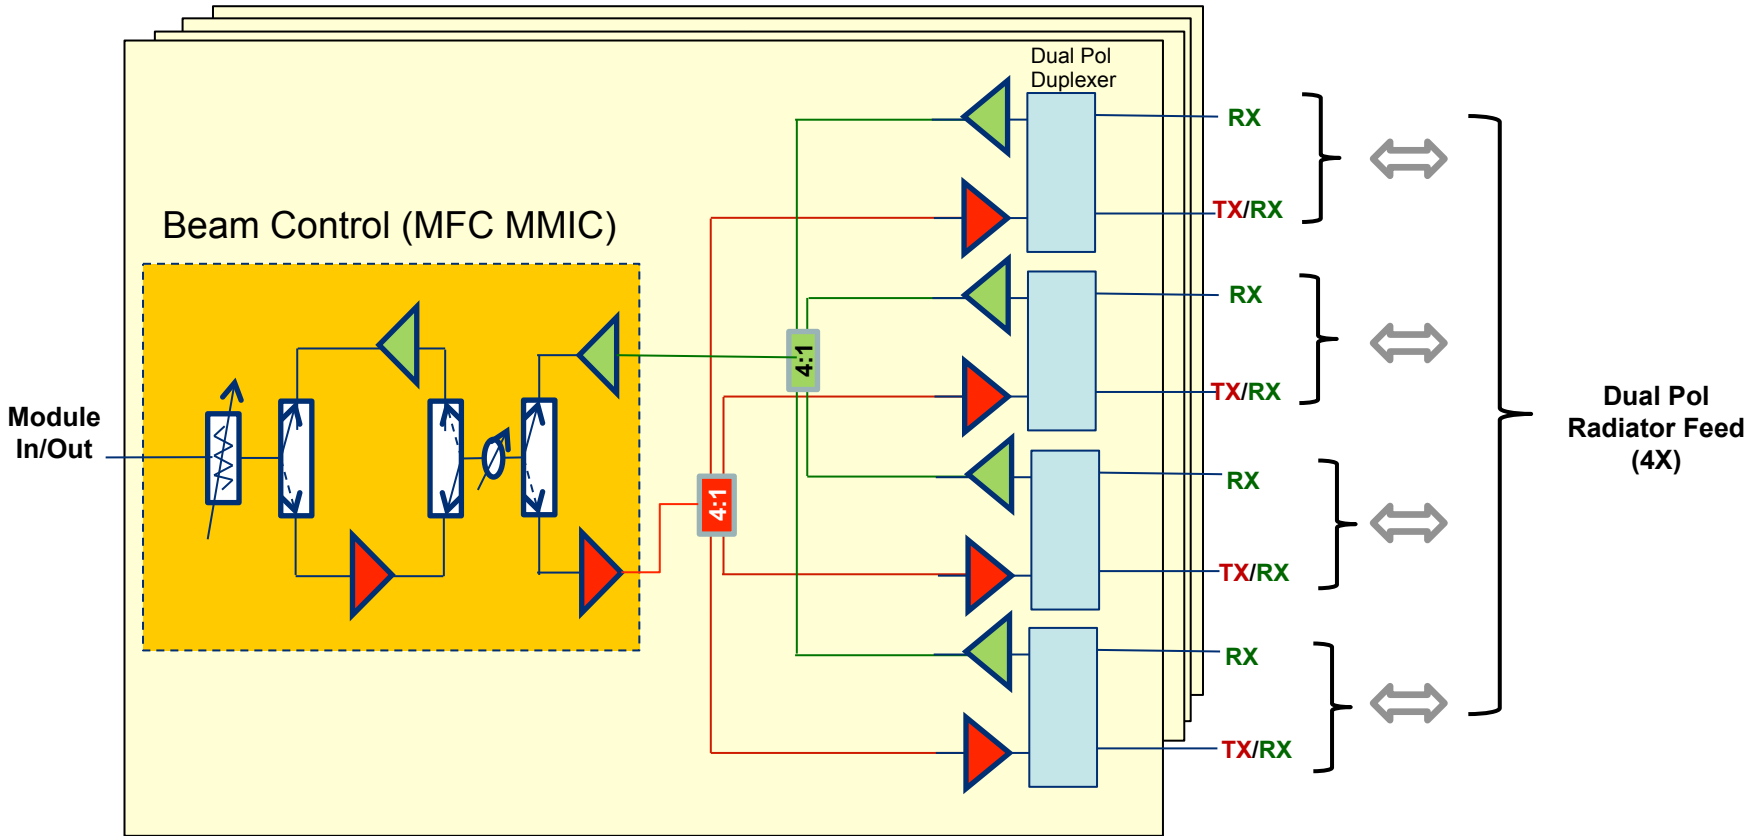 Dual Pol
Duplexer
RX
TX/RX
Beam Control (MFC MMIC)
RX
4:1
TX/RX
Module
In/Out
Dual Pol
Radiator Feed
(4X)
RX
4:1
TX/RX
RX
TX/RX